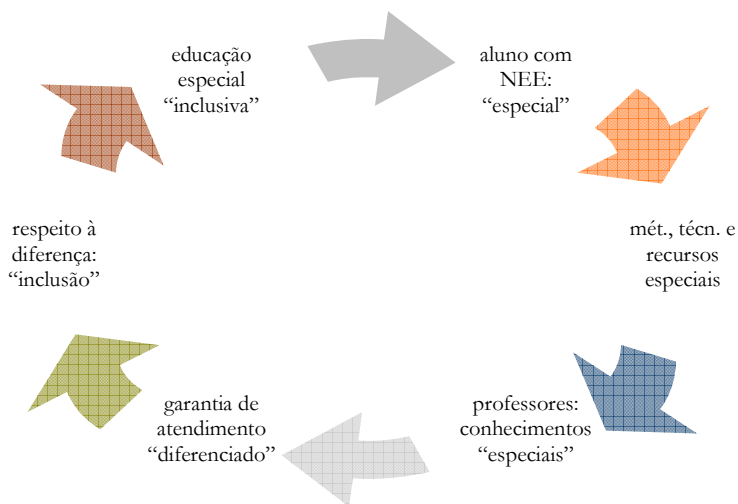 educação
especial
“inclusiva”
aluno com
NEE:
“especial”
mét., técn. e
recursos
especiais
professores:
conhecimentos
“especiais”
garantia de
atendimento
“diferenciado”
respeito à
diferença:
“inclusão”